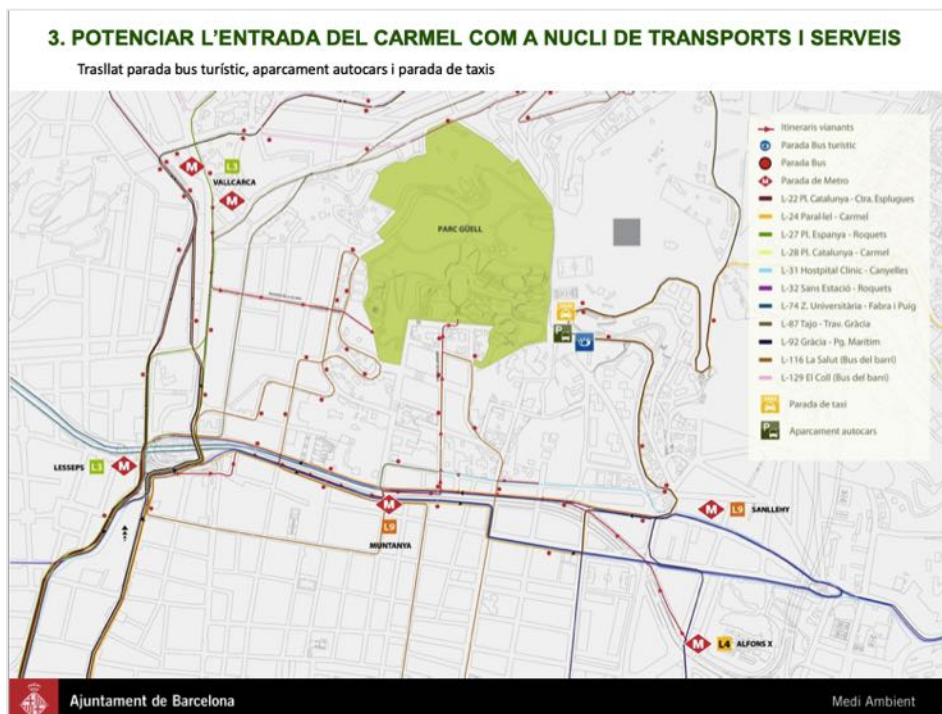 3. POTENCIAR L'ENTRADA DEL CARMEL COM A NUCLI DE TRANSPORTS I SERVEIS
Trasllat parada bus turístic, aparcament autocars i parada de taxis
Itineraris vianants
Parada Bus turístic
Parada Bus
Parada de Metro
L-22 Pl. Catalunya - Ctra. Esplugues
L-24 Paral·lel - Carmel
L-27 Pl. Espanya - Roquets
L-28 Pl. Catalunya - Carmel
L-31 Hostpital Clinic - Canyelles
L-32 Sans Estació - Roquets
L-74 Z. Universitària - Fabra i Puig
L-87 Tajo - Trav. Gràcia
L-92 Gràcia - Pg. Marítim
L-116 La Salut (Bus del barri)
L-129 El Coll (Bus del barri)
Parada de taxi
P
Aparcament autocars
M
L3
VALLCARCA
M
PARC GÜELL
P
LESSEPS
L3
M
M
L9
MUNTANYA
M
L9
SANLLEHY
M
L4
ALFONS X
Ajuntament de Barcelona
Medi Ambient